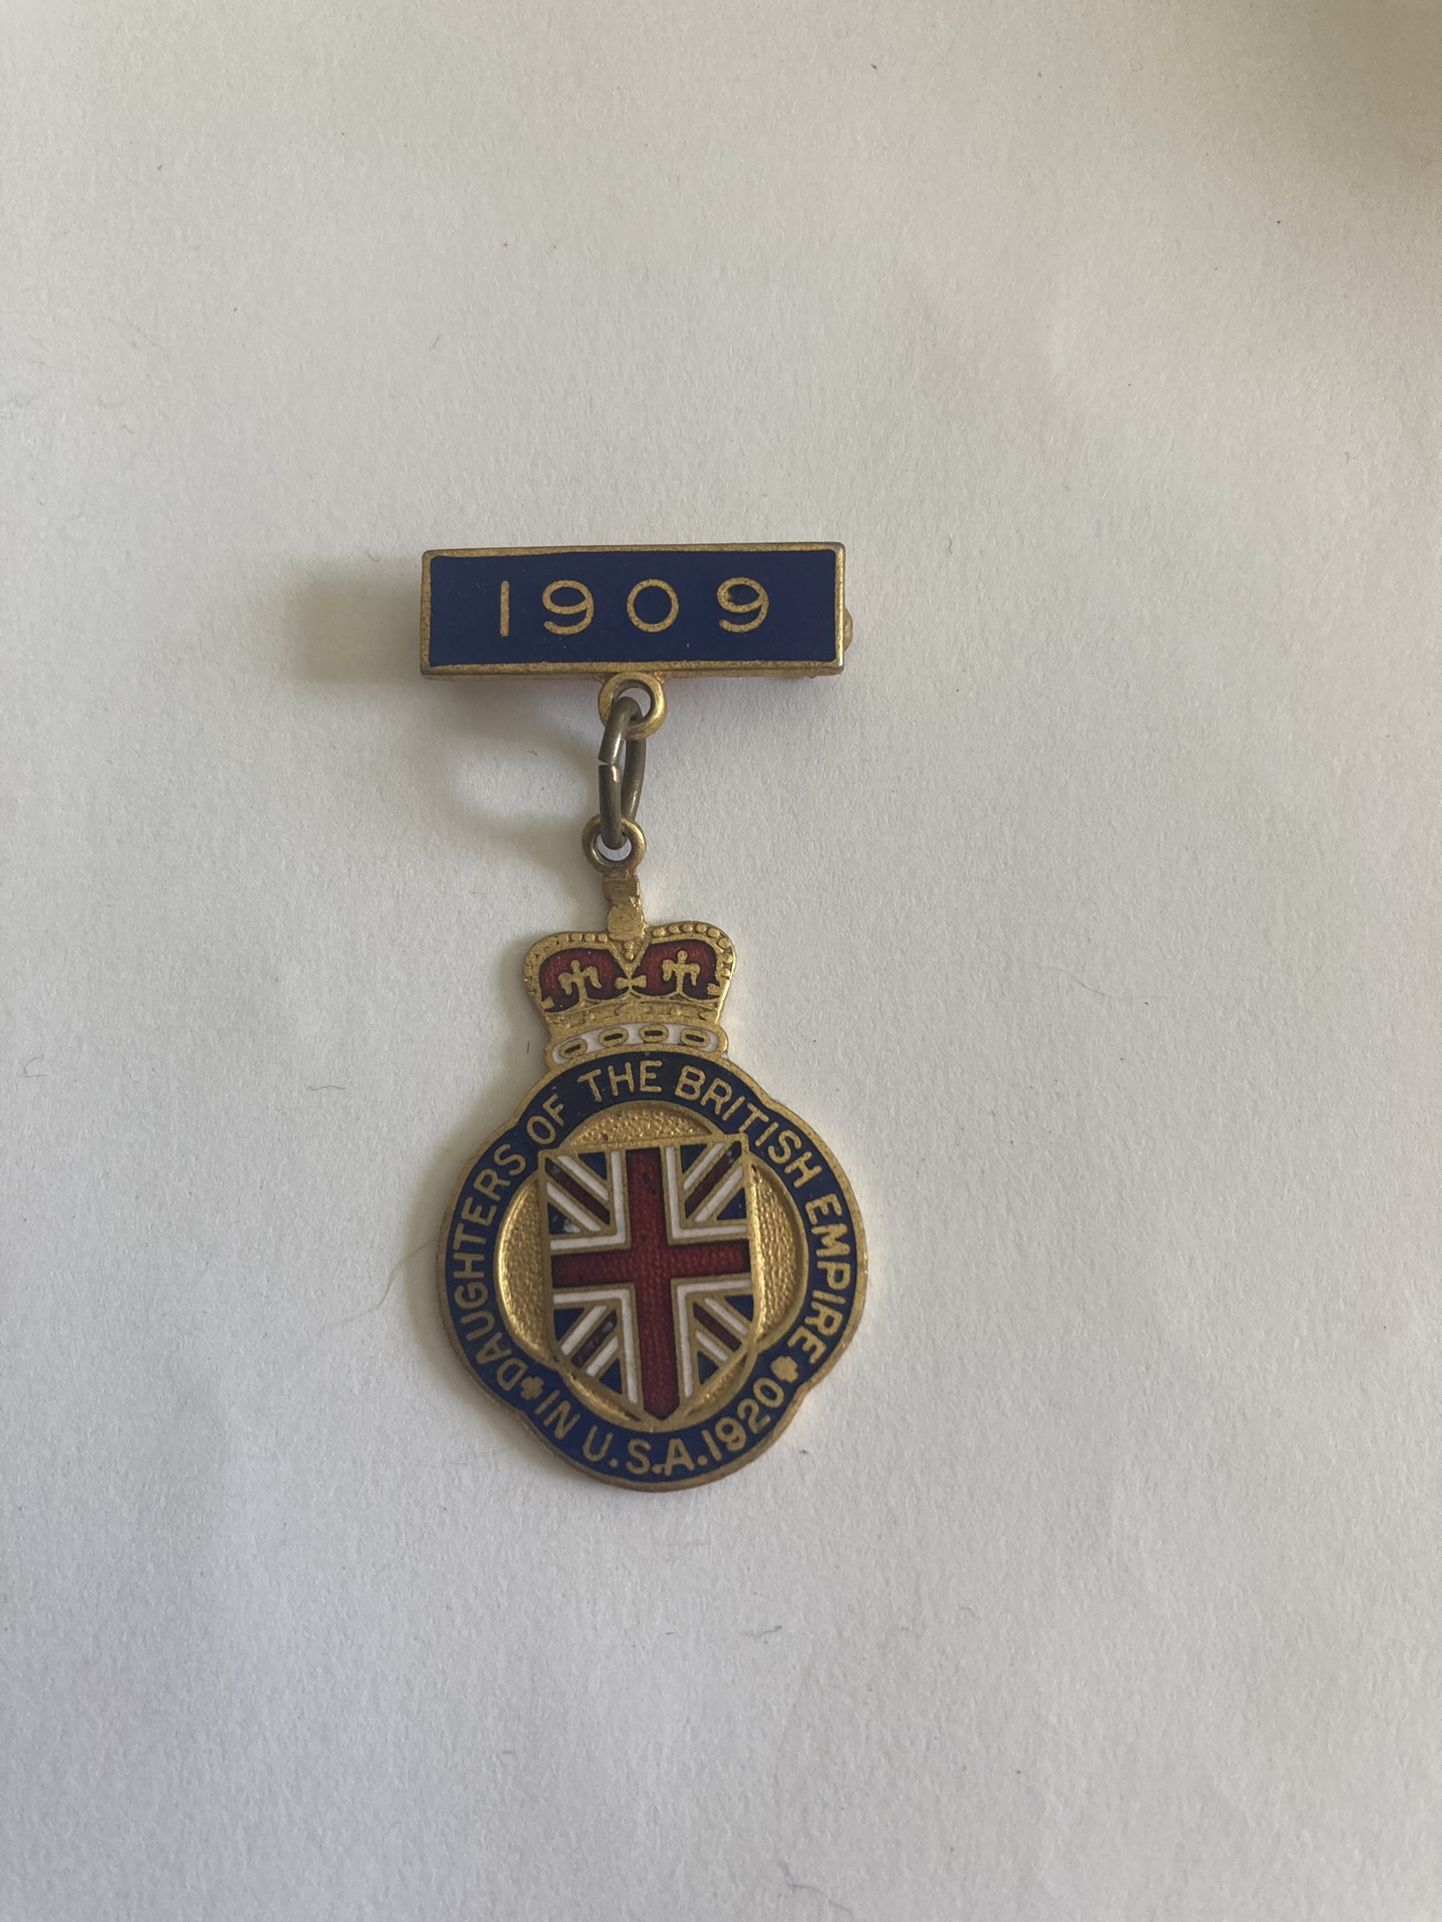 1909
DAUGHTERS OF THE BRITISH EMPIRE
IN U.S.A. 1920